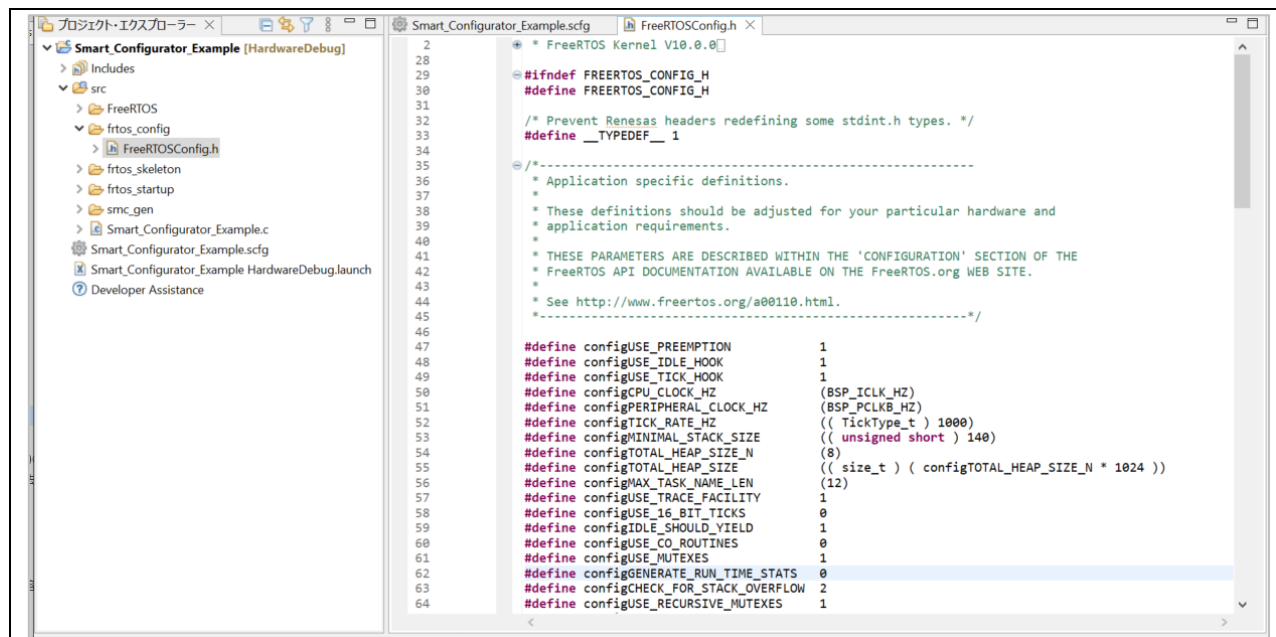 プロジェクト・エクスプローラー
Smart_Configurator_Example [HardwareDebug]
Includes
src
FreeRTOS
frtos_config
FreeRTOSConfig.h
frtos_skeleton
frtos_startup
smc_gen
Smart_Configurator_Example.c
Smart_Configurator_Example.scfg
Smart_Configurator_Example HardwareDebug.launch
Developer Assistance
Smart_Configurator_Example.scfg FreeRTOSConfig.h
2 * FreeRTOS Kernel V10.0.0
28
29 #ifndef FREERTOS_CONFIG_H
30 #define FREERTOS_CONFIG_H
31
32 /* Prevent Renesas headers redefining some stdint.h types. */
33 #define __TYPEDEF__ 1
34
35 /*-----------------------------------------------------------
36 * Application specific definitions.
37 *
38 * These definitions should be adjusted for your particular hardware and
39 * application requirements.
40 *
41 * THESE PARAMETERS ARE DESCRIBED WITHIN THE 'CONFIGURATION' SECTION OF THE
42 * FreeRTOS API DOCUMENTATION AVAILABLE ON THE FreeRTOS.org WEB SITE.
43 *
44 * See http://www.freertos.org/a00110.html.
45 *----------------------------------------------------------*/
46
47 #define configUSE_PREEMPTION 1
48 #define configUSE_IDLE_HOOK 1
49 #define configUSE_TICK_HOOK 1
50 #define configCPU_CLOCK_HZ (BSP_ICLK_HZ)
51 #define configPERIPHERAL_CLOCK_HZ (BSP_PCLKB_HZ)
52 #define configTICK_RATE_HZ (( TickType_t ) 1000)
53 #define configMINIMAL_STACK_SIZE (( unsigned short ) 140)
54 #define configTOTAL_HEAP_SIZE_N (8)
55 #define configTOTAL_HEAP_SIZE (( size_t ) ( configTOTAL_HEAP_SIZE_N * 1024 ))
56 #define configMAX_TASK_NAME_LEN (12)
57 #define configUSE_TRACE_FACILITY 1
58 #define configUSE_16_BIT_TICKS 0
59 #define configIDLE_SHOULD_YIELD 1
60 #define configUSE_CO_ROUTINES 0
61 #define configUSE_MUTEXES 1
62 #define configGENERATE_RUN_TIME_STATS 0
63 #define configCHECK_FOR_STACK_OVERFLOW 2
64 #define configUSE_RECURSIVE_MUTEXES 1